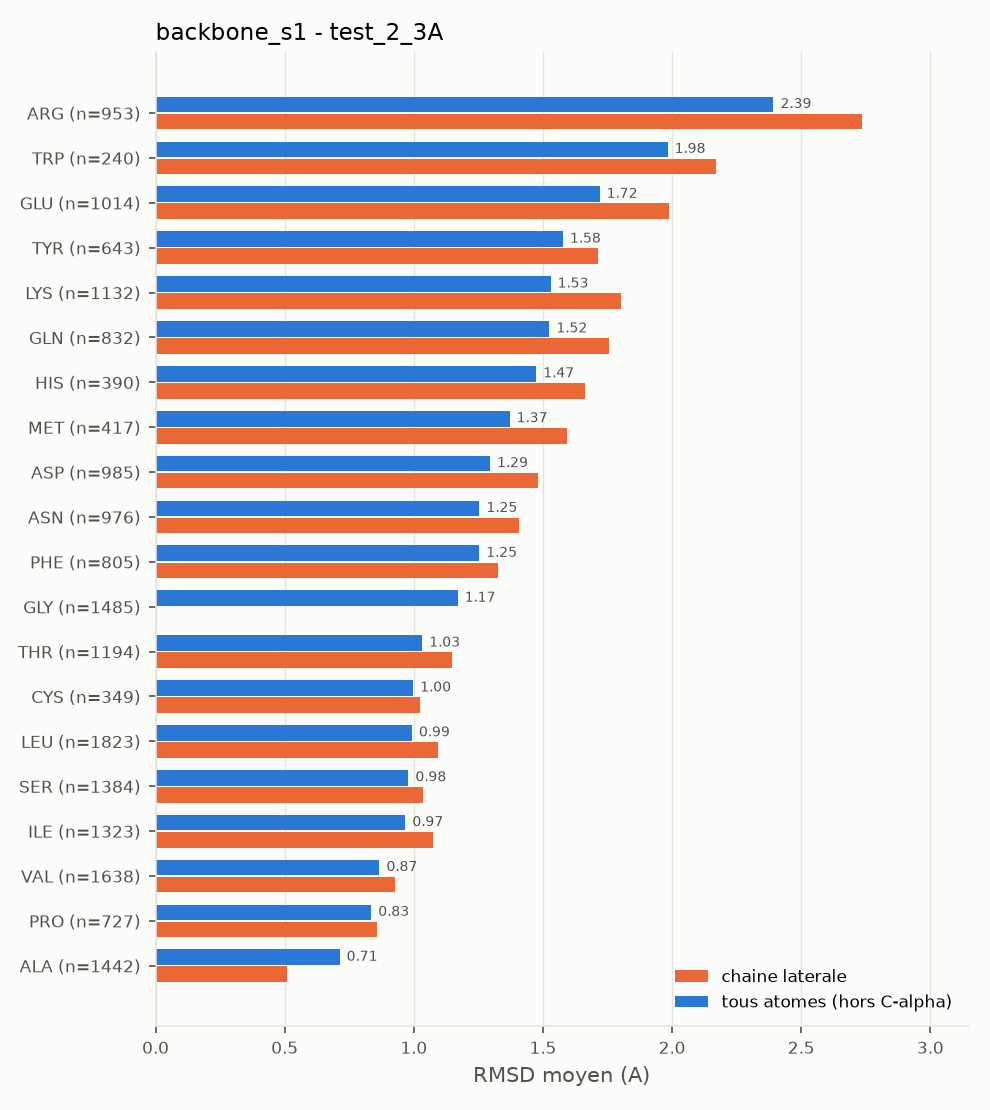 backbone_s1 - test_2_3A
ARG (n=953) 2.39
TRP (n=240) 1.98
GLU (n=1014) 1.72
TYR (n=643) 1.58
LYS (n=1132) 1.53
GLN (n=832) 1.52
HIS (n=390) 1.47
MET (n=417) 1.37
ASP (n=985) 1.29
ASN (n=976) 1.25
PHE (n=805) 1.25
GLY (n=1485) 1.17
THR (n=1194) 1.03
CYS (n=349) 1.00
LEU (n=1823) 0.99
SER (n=1384) 0.98
ILE (n=1323) 0.97
VAL (n=1638) 0.87
PRO (n=727) 0.83
ALA (n=1442) 0.71
chaine laterale
tous atomes (hors C-alpha)
0.0 0.5 1.0 1.5 2.0 2.5 3.0
RMSD moyen (A)